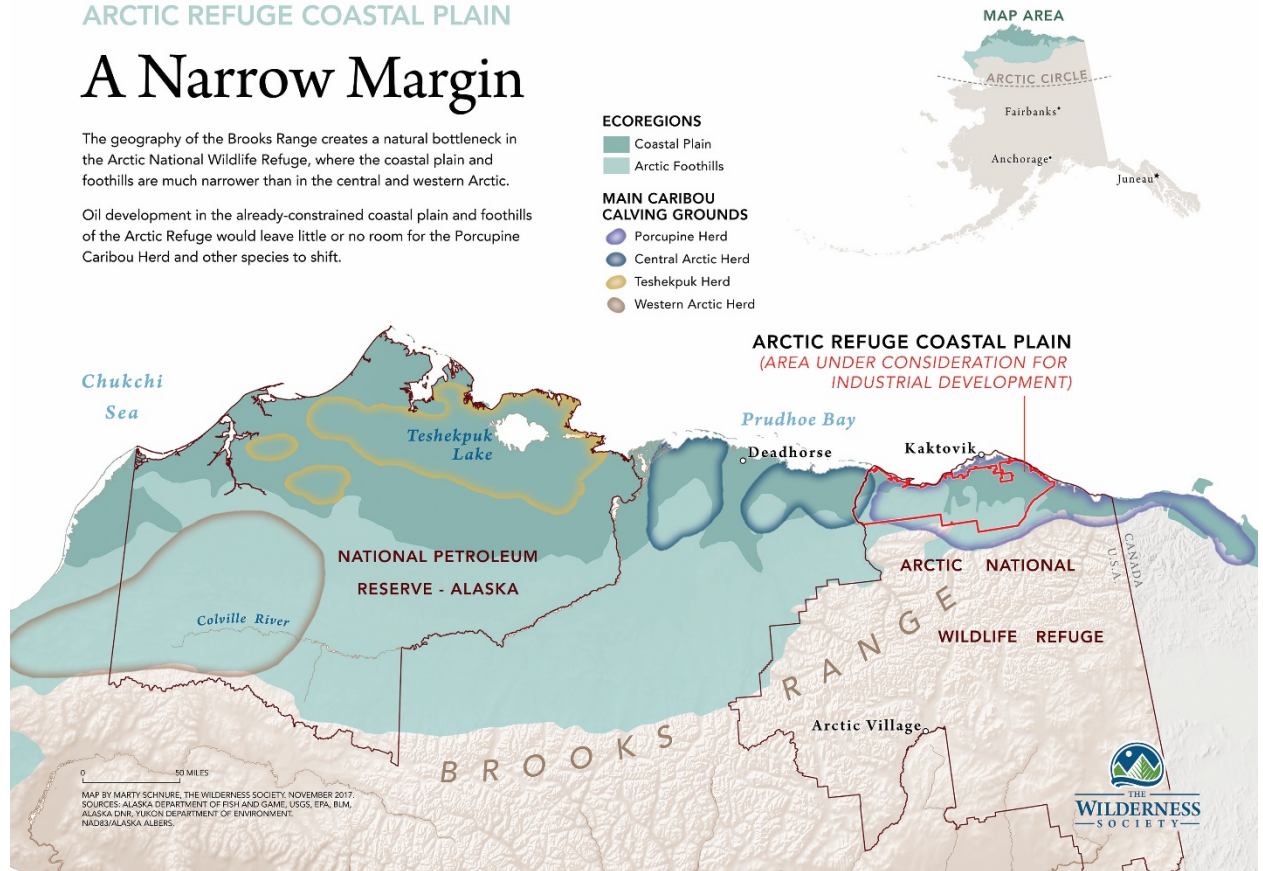 ARCTIC REFUGE COASTAL PLAIN
A Narrow Margin
The geography of the Brooks Range creates a natural bottleneck in
the Arctic National Wildlife Refuge, where the coastal plain and
foothills are much narrower than in the central and western Arctic.
Oil development in the already-constrained coastal plain and foothills
of the Arctic Refuge would leave little or no room for the Porcupine
Caribou Herd and other species to shift.
ECOREGIONS
Coastal Plain
Arctic Foothills
MAIN CARIBOU
CALVING GROUNDS
Porcupine Herd
Central Arctic Herd
Teshekpuk Herd
Western Arctic Herd
MAP AREA
ARCTIC CIRCLE
Fairbanks
Anchorage
Juneau
ARCTIC REFUGE COASTAL PLAIN
(AREA UNDER CONSIDERATION FOR
INDUSTRIAL DEVELOPMENT)
Chukchi
Sea
Teshekpuk
Lake
Prudhoe Bay
Deadhorse
Kaktovik
NATIONAL PETROLEUM
RESERVE - ALASKA
Colville River
ARCTIC NATIONAL
WILDLIFE REFUGE
CANADA
U.S.A.
BROOKS RANGE
Arctic Village
0 50 MILES
MAP BY MARTY SCHNURE, THE WILDERNESS SOCIETY. NOVEMBER 2017.
SOURCES: ALASKA DEPARTMENT OF FISH AND GAME, USGS, EPA, BLM,
ALASKA DNR, YUKON DEPARTMENT OF ENVIRONMENT.
NAD83/ALASKA ALBERS.
THE
WILDERNESS
SOCIETY